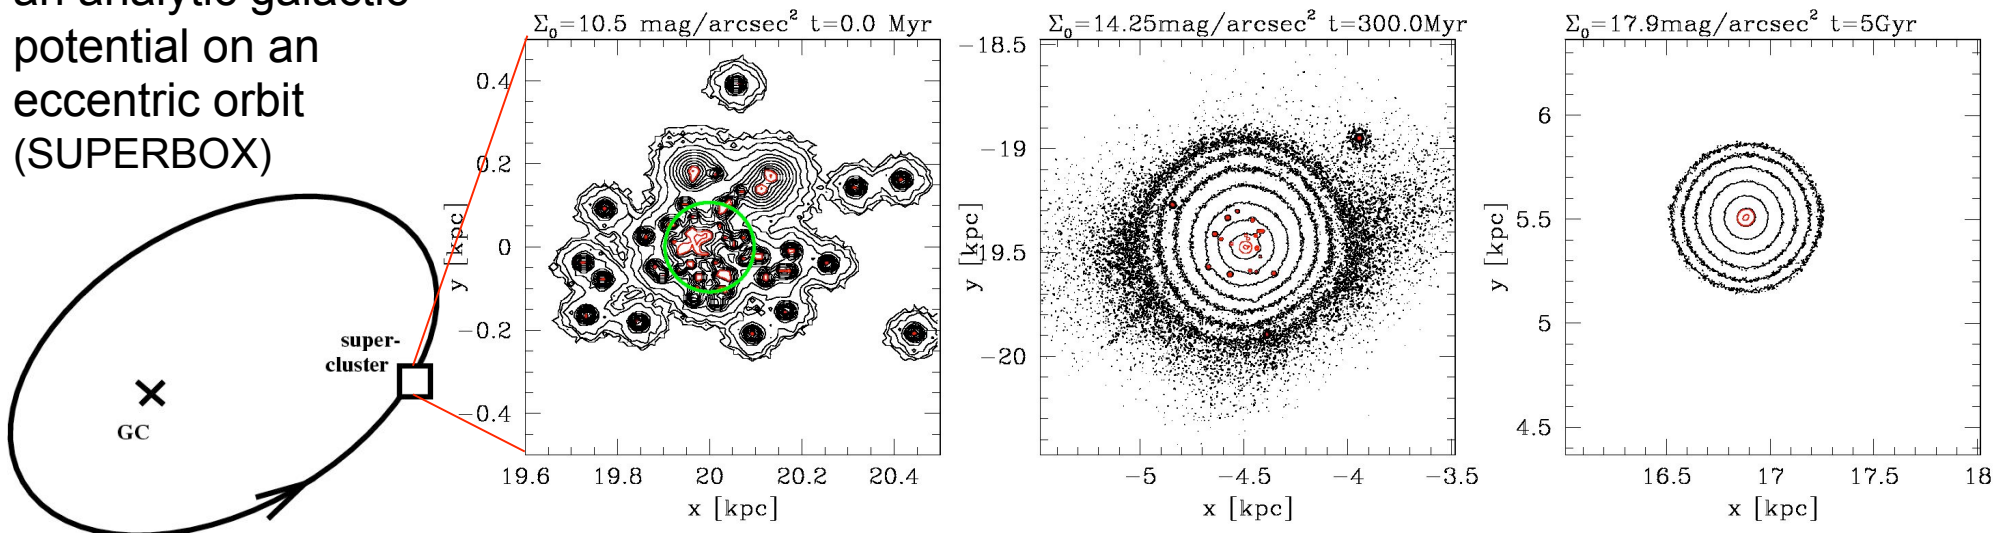 an analytic galactic
potential on an
eccentric orbit
(SUPERBOX)
super-
cluster
GC
Σ₀=10.5 mag/arcsec² t=0.0 Myr
0.4
0.2
0
−0.2
−0.4
y [kpc]
19.6 19.8 20 20.2 20.4
x [kpc]
Σ₀=14.25mag/arcsec² t=300.0Myr
−18.5
−19
−19.5
−20
y [kpc]
−5 −4.5 −4 −3.5
x [kpc]
Σ₀=17.9mag/arcsec² t=5Gyr
6
5.5
5
4.5
y [kpc]
16.5 17 17.5 18
x [kpc]